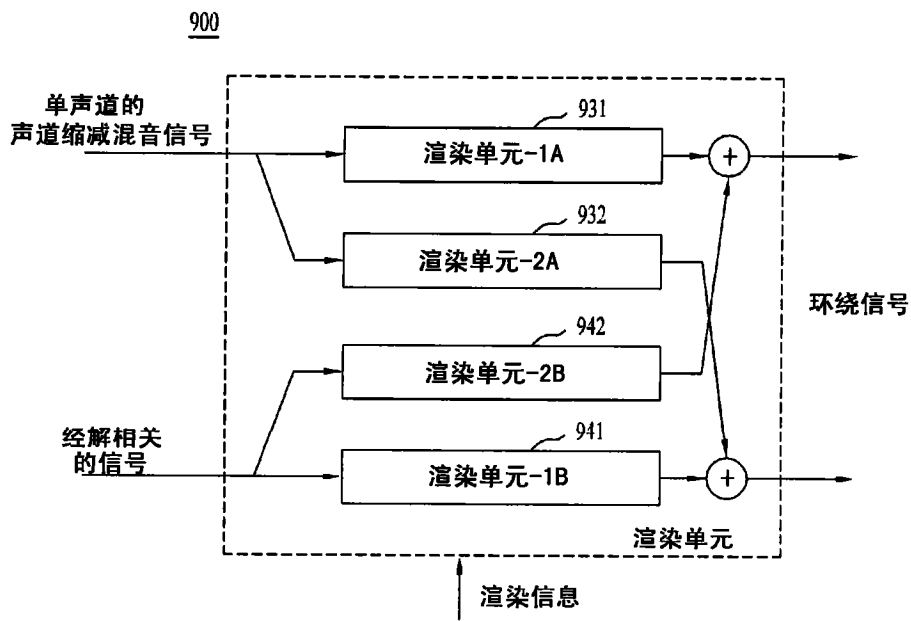 900
单声道的
声道缩减混音信号
931
渲染单元-1A
+
932
渲染单元-2A
环绕信号
942
渲染单元-2B
经解相关
的信号
941
渲染单元-1B
+
渲染单元
渲染信息